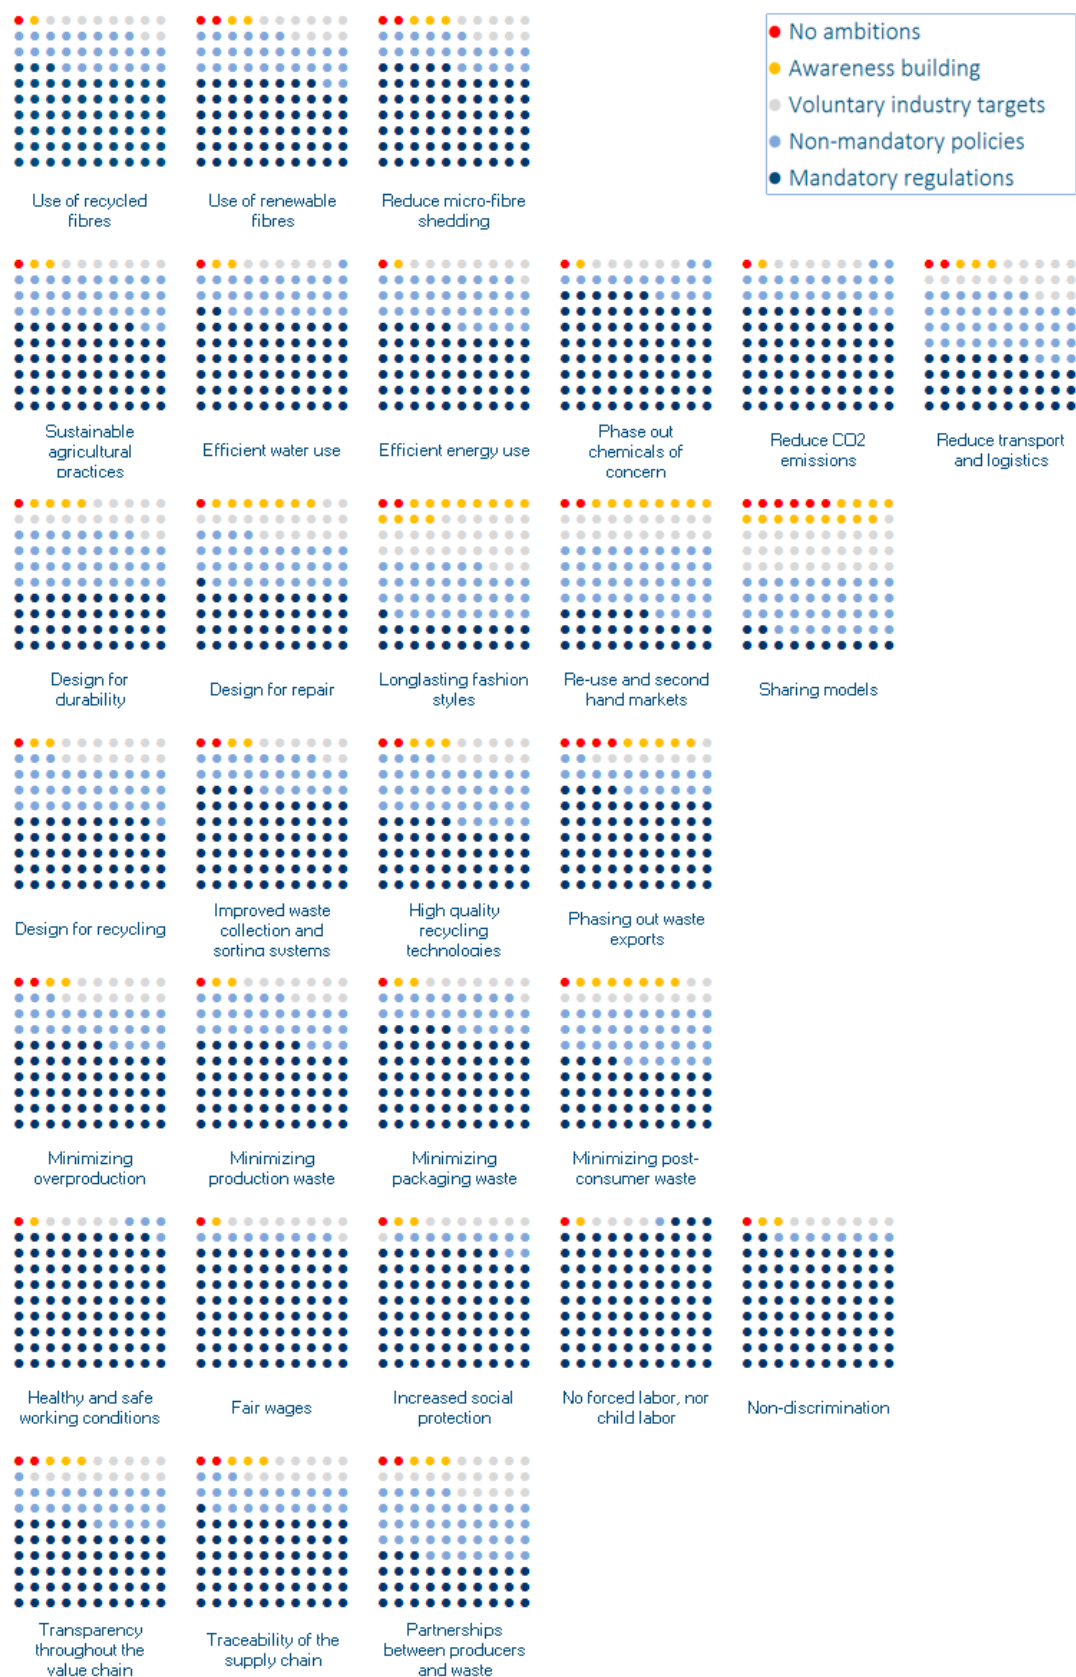 No ambitions
Awareness building
Voluntary industry targets
Non-mandatory policies
Mandatory regulations
Use of recycled
fibres
Use of renewable
fibres
Reduce micro-fibre
shedding
Sustainable
agricultural
practices
Efficient water use
Efficient energy use
Phase out
chemicals of
concern
Reduce CO2
emissions
Reduce transport
and logistics
Design for
durability
Design for repair
Longlasting fashion
styles
Re-use and second
hand markets
Sharing models
Design for recycling
Improved waste
collection and
sorting systems
High quality
recycling
technologies
Phasing out waste
exports
Minimizing
overproduction
Minimizing
production waste
Minimizing
packaging waste
Minimizing post-
consumer waste
Healthy and safe
working conditions
Fair wages
Increased social
protection
No forced labor, nor
child labor
Non-discrimination
Transparency
throughout the
value chain
Traceability of the
supply chain
Partnerships
between producers
and waste